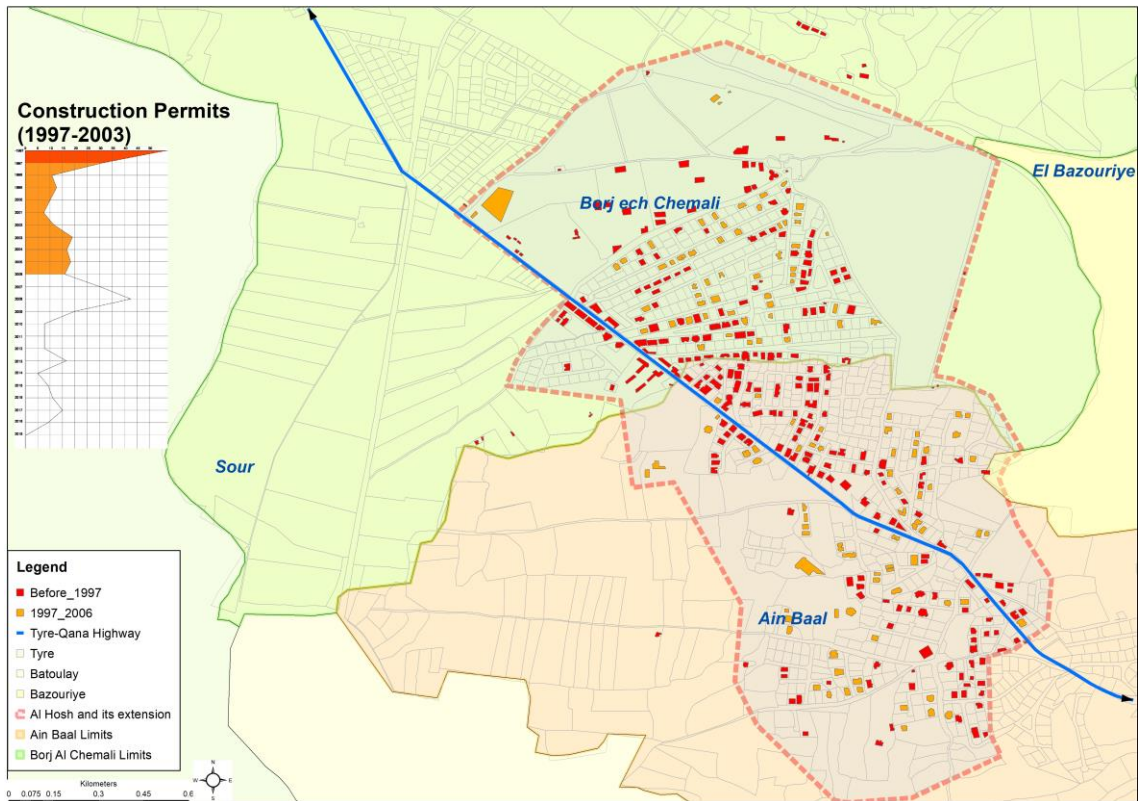 Construction Permits
(1997-2003)
El Bazouriye
Borj ech Chemali
Sour
Ain Baal
Legend
Before_1997
1997_2006
Tyre-Qana Highway
Tyre
Batoulay
Bazouriye
Al Hosh and its extension
Ain Baal Limits
Borj Al Chemali Limits
Kilometers
0 0.075 0.15 0.3 0.45 0.6
N
W E
S